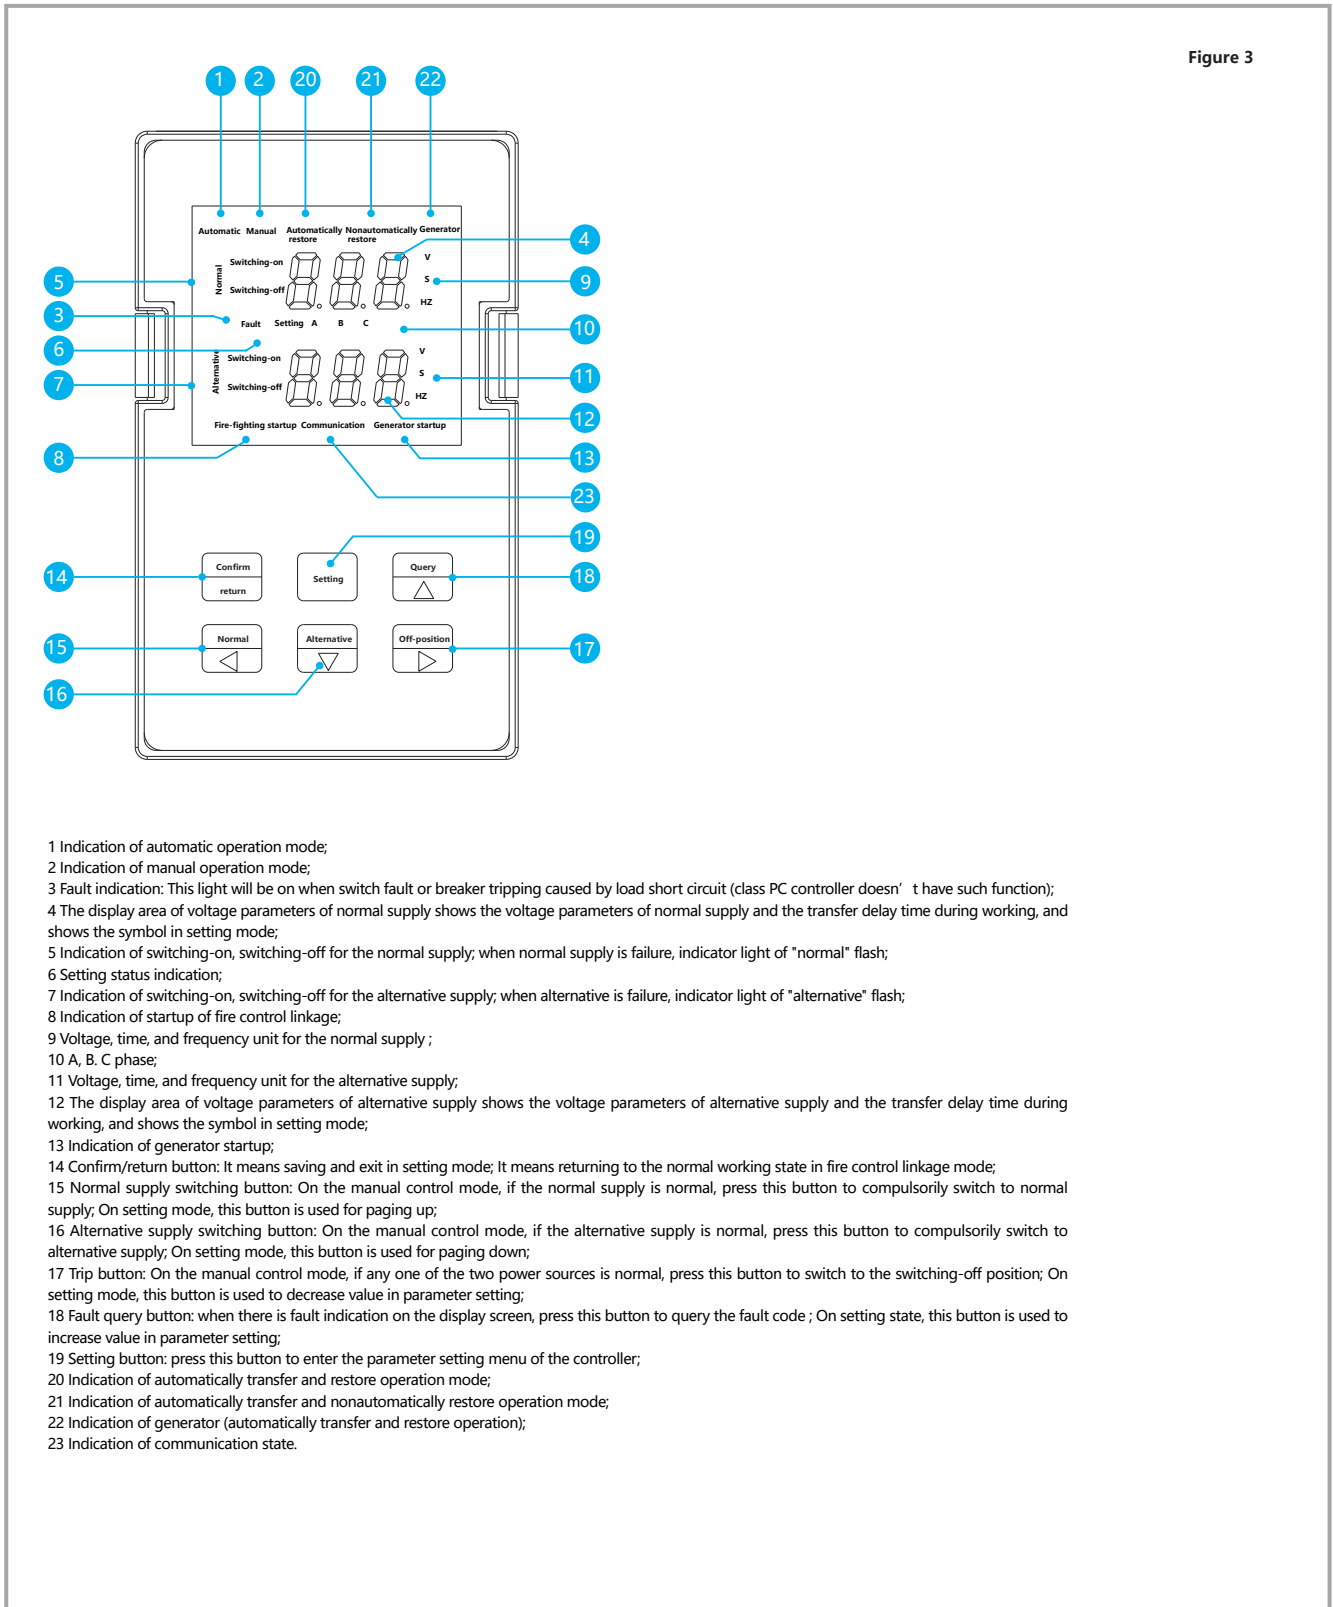 Figure 3
1 2 20 21 22
Automatic Manual Automatically restore Nonautomatically restore Generator
4
Normal
Switching-on
V
5
S
9
Switching-off
HZ
3
Fault Setting A B C
10
6
Alternative
Switching-on
V
7
S
11
Switching-off
HZ
12
Fire-fighting startup Communication Generator startup
8
13
23
19
14
Confirm
return
Setting
Query
18
15
Normal
Alternative
Off-position
17
16
1 Indication of automatic operation mode;
2 Indication of manual operation mode;
3 Fault indication: This light will be on when switch fault or breaker tripping caused by load short circuit (class PC controller doesn' t have such function);
4 The display area of voltage parameters of normal supply shows the voltage parameters of normal supply and the transfer delay time during working, and
shows the symbol in setting mode;
5 Indication of switching-on, switching-off for the normal supply; when normal supply is failure, indicator light of "normal" flash;
6 Setting status indication;
7 Indication of switching-on, switching-off for the alternative supply; when alternative is failure, indicator light of "alternative" flash;
8 Indication of startup of fire control linkage;
9 Voltage, time, and frequency unit for the normal supply ;
10 A, B. C phase;
11 Voltage, time, and frequency unit for the alternative supply;
12 The display area of voltage parameters of alternative supply shows the voltage parameters of alternative supply and the transfer delay time during
working, and shows the symbol in setting mode;
13 Indication of generator startup;
14 Confirm/return button: It means saving and exit in setting mode; It means returning to the normal working state in fire control linkage mode;
15 Normal supply switching button: On the manual control mode, if the normal supply is normal, press this button to compulsorily switch to normal
supply; On setting mode, this button is used for paging up;
16 Alternative supply switching button: On the manual control mode, if the alternative supply is normal, press this button to compulsorily switch to
alternative supply; On setting mode, this button is used for paging down;
17 Trip button: On the manual control mode, if any one of the two power sources is normal, press this button to switch to the switching-off position; On
setting mode, this button is used to decrease value in parameter setting;
18 Fault query button: when there is fault indication on the display screen, press this button to query the fault code ; On setting state, this button is used to
increase value in parameter setting;
19 Setting button: press this button to enter the parameter setting menu of the controller;
20 Indication of automatically transfer and restore operation mode;
21 Indication of automatically transfer and nonautomatically restore operation mode;
22 Indication of generator (automatically transfer and restore operation);
23 Indication of communication state.